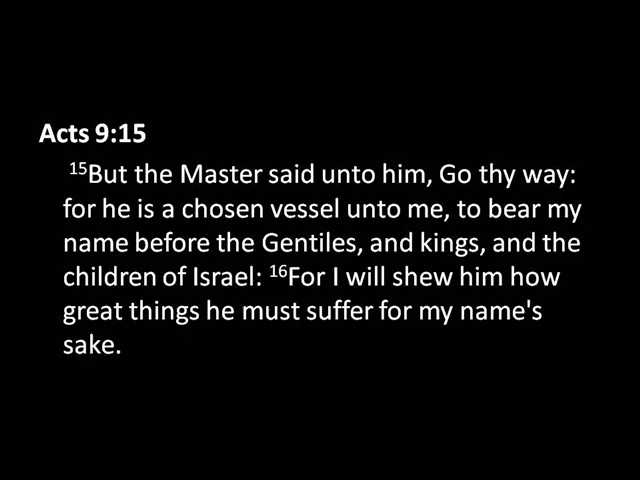 Acts 9:15
¹⁵But the Master said unto him, Go thy way:
for he is a chosen vessel unto me, to bear my
name before the Gentiles, and kings, and the
children of Israel: ¹⁶For I will shew him how
great things he must suffer for my name's
sake.